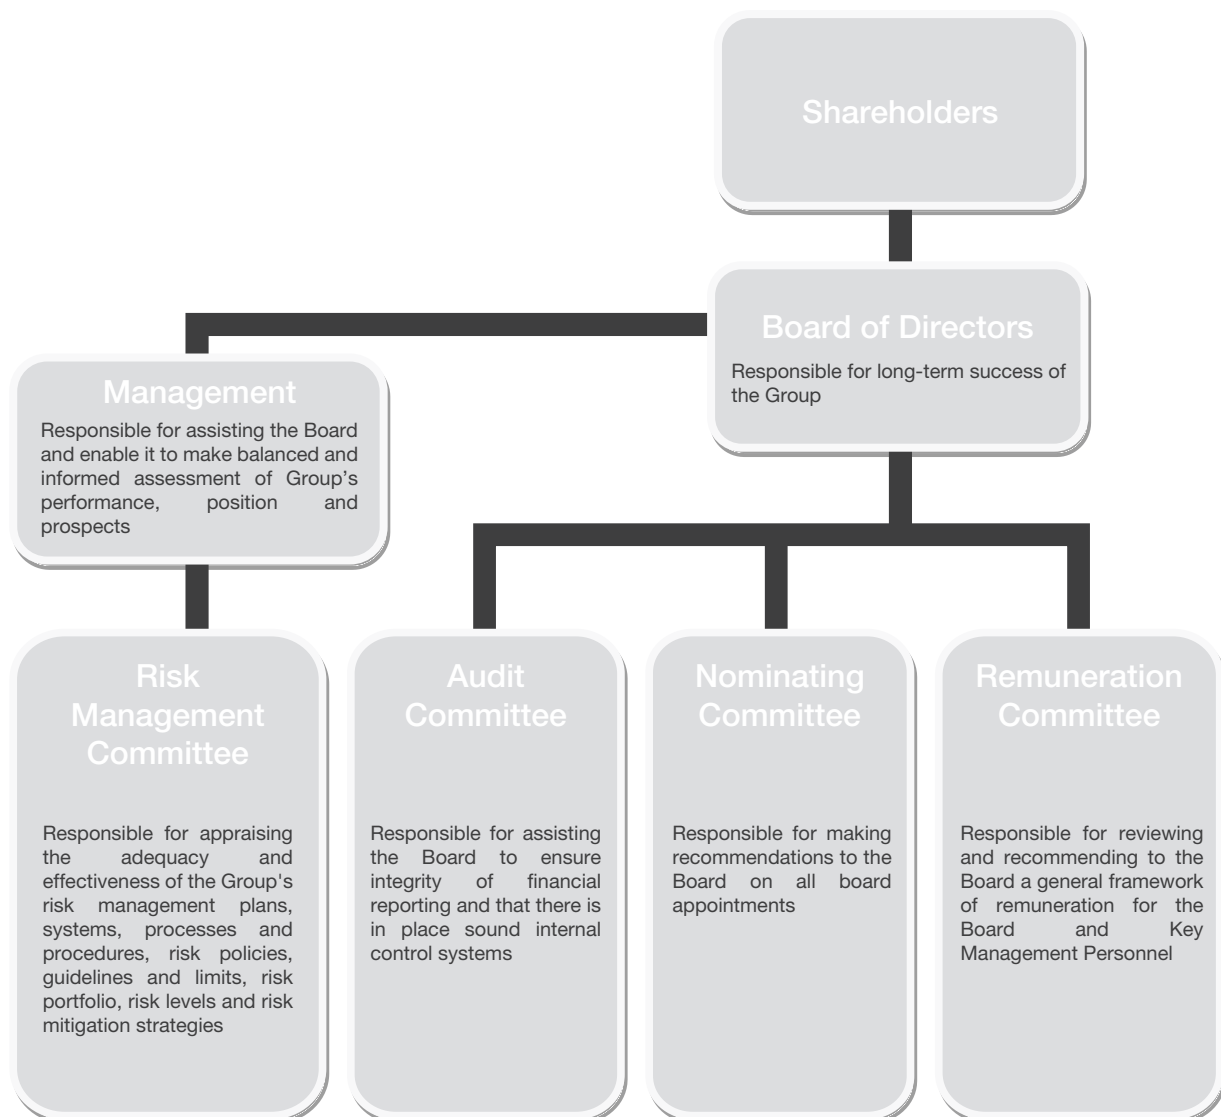 Shareholders
Board of Directors
Responsible for long-term success of
the Group
Management
Responsible for assisting the Board
and enable it to make balanced and
informed assessment of Group’s
performance, position and
prospects
Risk
Management
Committee
Responsible for appraising
the adequacy and
effectiveness of the Group's
risk management plans,
systems, processes and
procedures, risk policies,
guidelines and limits, risk
portfolio, risk levels and risk
mitigation strategies
Audit
Committee
Responsible for assisting
the Board to ensure
integrity of financial
reporting and that there is
in place sound internal
control systems
Nominating
Committee
Responsible for making
recommendations to the
Board on all board
appointments
Remuneration
Committee
Responsible for reviewing
and recommending to the
Board a general framework
of remuneration for the
Board and Key
Management Personnel